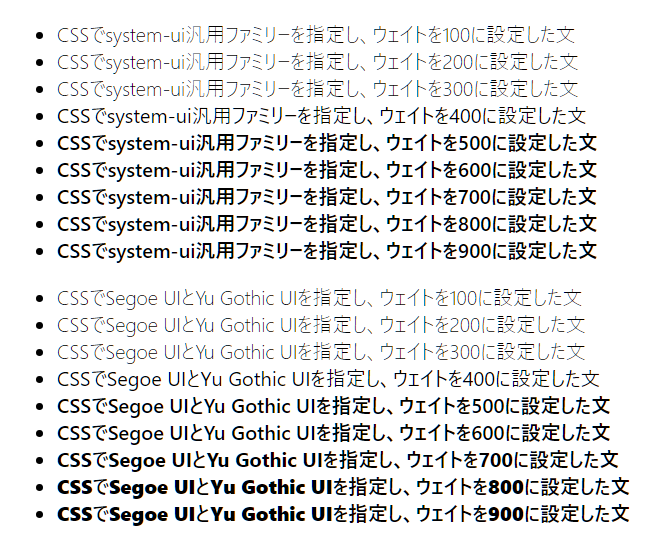 CSSでsystem-ui汎用ファミリーを指定し、ウェイトを100に設定した文
CSSでsystem-ui汎用ファミリーを指定し、ウェイトを200に設定した文
CSSでsystem-ui汎用ファミリーを指定し、ウェイトを300に設定した文
CSSでsystem-ui汎用ファミリーを指定し、ウェイトを400に設定した文
CSSでsystem-ui汎用ファミリーを指定し、ウェイトを500に設定した文
CSSでsystem-ui汎用ファミリーを指定し、ウェイトを600に設定した文
CSSでsystem-ui汎用ファミリーを指定し、ウェイトを700に設定した文
CSSでsystem-ui汎用ファミリーを指定し、ウェイトを800に設定した文
CSSでsystem-ui汎用ファミリーを指定し、ウェイトを900に設定した文
CSSでSegoe UIとYu Gothic UIを指定し、ウェイトを100に設定した文
CSSでSegoe UIとYu Gothic UIを指定し、ウェイトを200に設定した文
CSSでSegoe UIとYu Gothic UIを指定し、ウェイトを300に設定した文
CSSでSegoe UIとYu Gothic UIを指定し、ウェイトを400に設定した文
CSSでSegoe UIとYu Gothic UIを指定し、ウェイトを500に設定した文
CSSでSegoe UIとYu Gothic UIを指定し、ウェイトを600に設定した文
CSSでSegoe UIとYu Gothic UIを指定し、ウェイトを700に設定した文
CSSでSegoe UIとYu Gothic UIを指定し、ウェイトを800に設定した文
CSSでSegoe UIとYu Gothic UIを指定し、ウェイトを900に設定した文